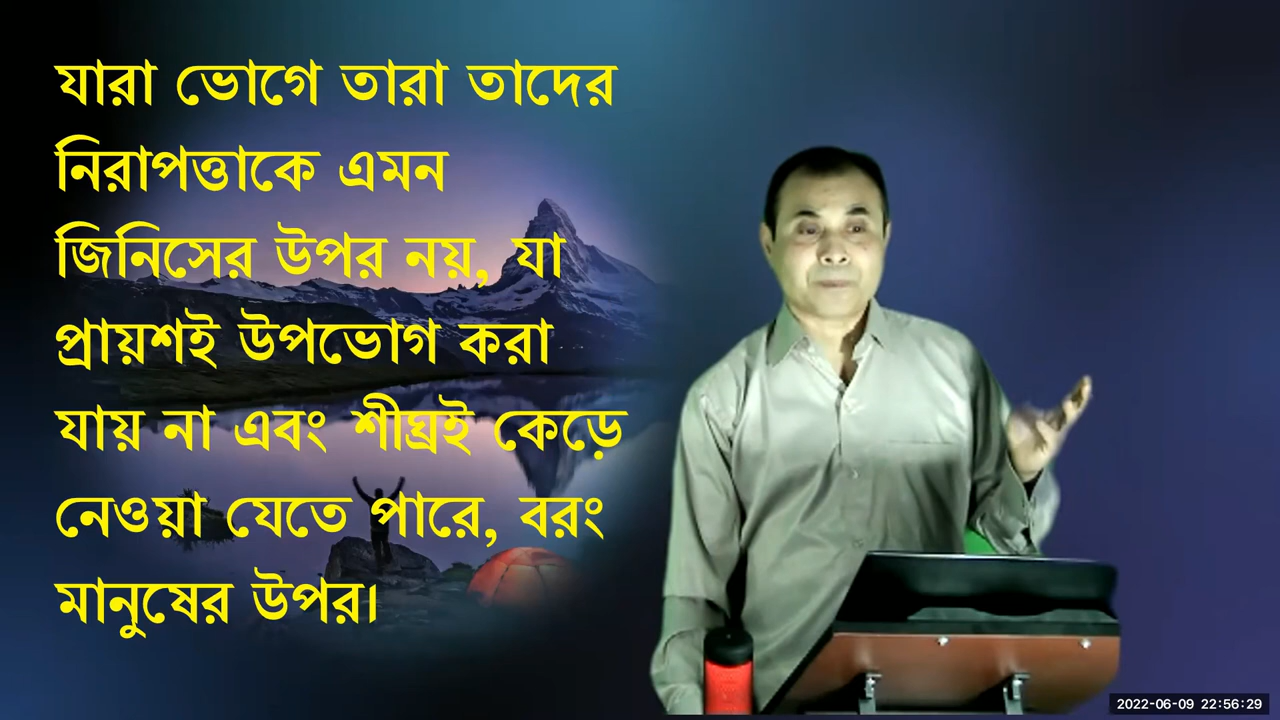 যারা ভোগে তারা তাদের
নিরাপত্তাকে এমন
জিনিসের উপর নয়, যা
প্রায়শই উপভোগ করা
যায় না এবং শীঘ্রই কেড়ে
নেওয়া যেতে পারে, বরং
মানুষের উপর।
2022-06-09 22:56:29